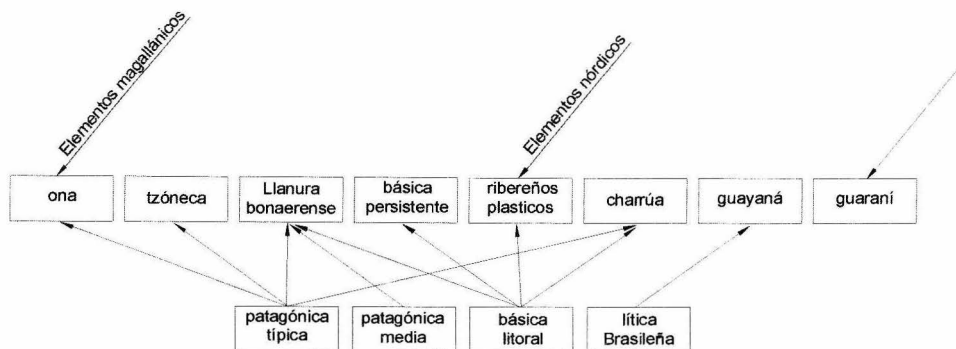 Elementos magallánicos
Elementos nórdicos
ona
tzóneca
Llanura
bonaerense
básica
persistente
ribereños
plasticos
charrúa
guayaná
guaraní
patagónica
típica
patagónica
media
básica
litoral
lítica
Brasileña